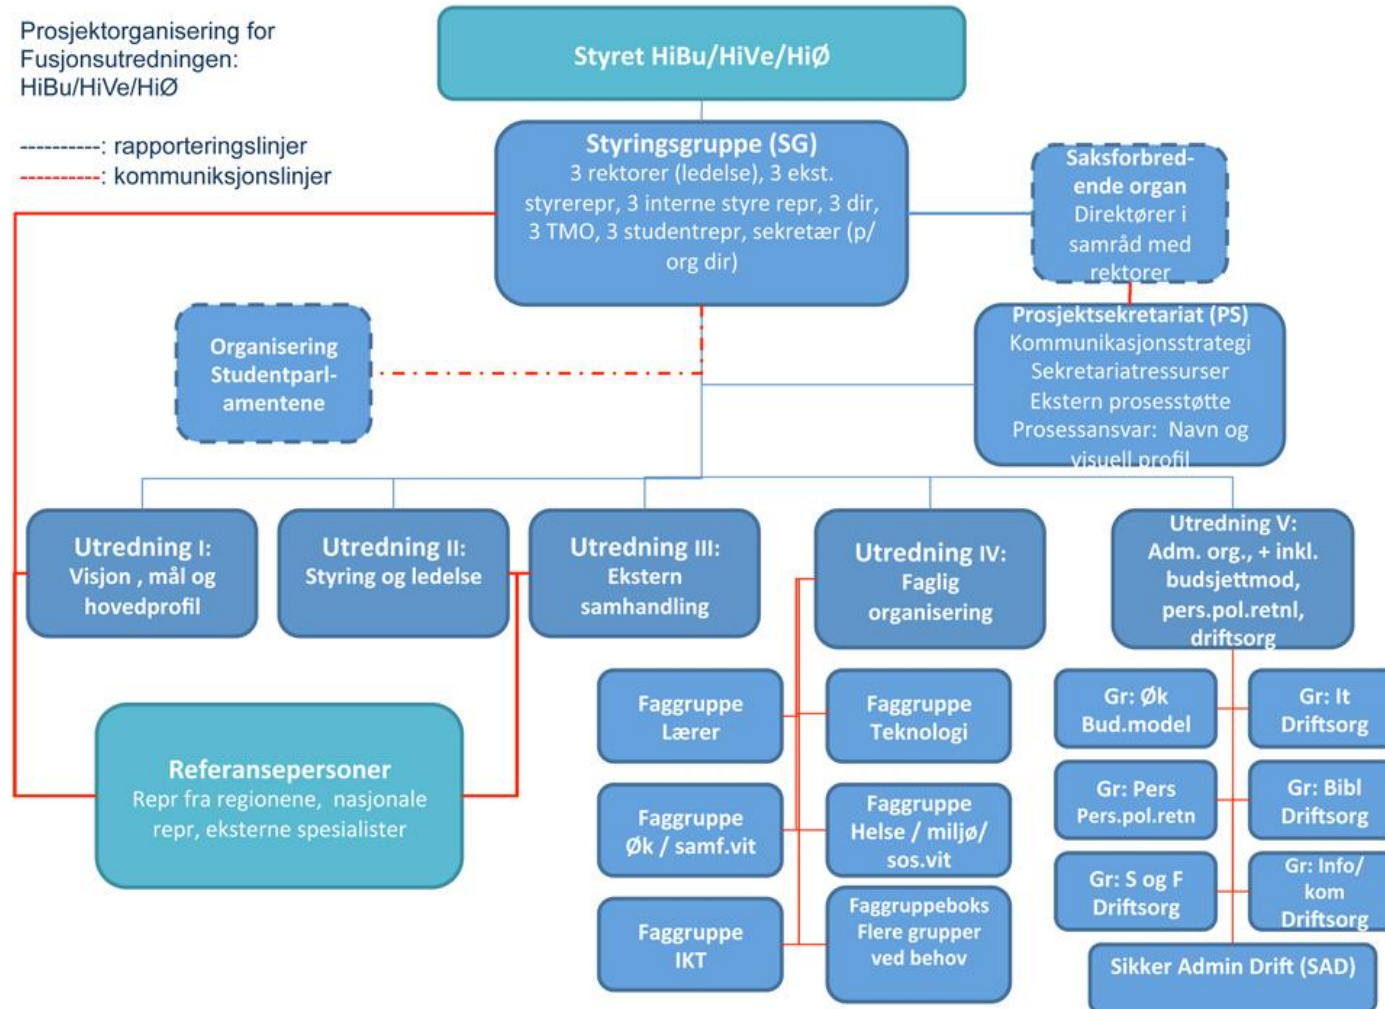 Prosjektorganisering for
Fusjonsutredningen:
HiBu/HiVe/HiØ
----------: rapporteringslinjer
----------: kommuniksjonslinjer
Styret HiBu/HiVe/HiØ
Styringsgruppe (SG)
3 rektorer (ledelse), 3 ekst.
styrerepr, 3 interne styre repr, 3 dir,
3 TMO, 3 studentrepr, sekretær (p/
org dir)
Saksforbred-
ende organ
Direktører i
samråd med
rektorer
Organisering
Studentparl-
amentene
Prosjektsekretariat (PS)
Kommunikasjonsstrategi
Sekretariatressurser
Ekstern prosesstøtte
Prosessansvar:  Navn og
visuell profil
Utredning I:
Visjon , mål og
hovedprofil
Utredning II:
Styring og ledelse
Utredning III:
Ekstern
samhandling
Utredning IV:
Faglig
organisering
Utredning V:
Adm. org., + inkl.
budsjettmod,
pers.pol.retnl,
driftsorg
Referansepersoner
Repr fra regionene,  nasjonale
repr, eksterne spesialister
Faggruppe
Lærer
Faggruppe
Teknologi
Faggruppe
Øk / samf.vit
Faggruppe
Helse / miljø/
sos.vit
Faggruppe
IKT
Faggruppeboks
Flere grupper
ved behov
Gr: Øk
Bud.model
Gr: It
Driftsorg
Gr: Pers
Pers.pol.retn
Gr: Bibl
Driftsorg
Gr: S og F
Driftsorg
Gr: Info/
kom
Driftsorg
Sikker Admin Drift (SAD)